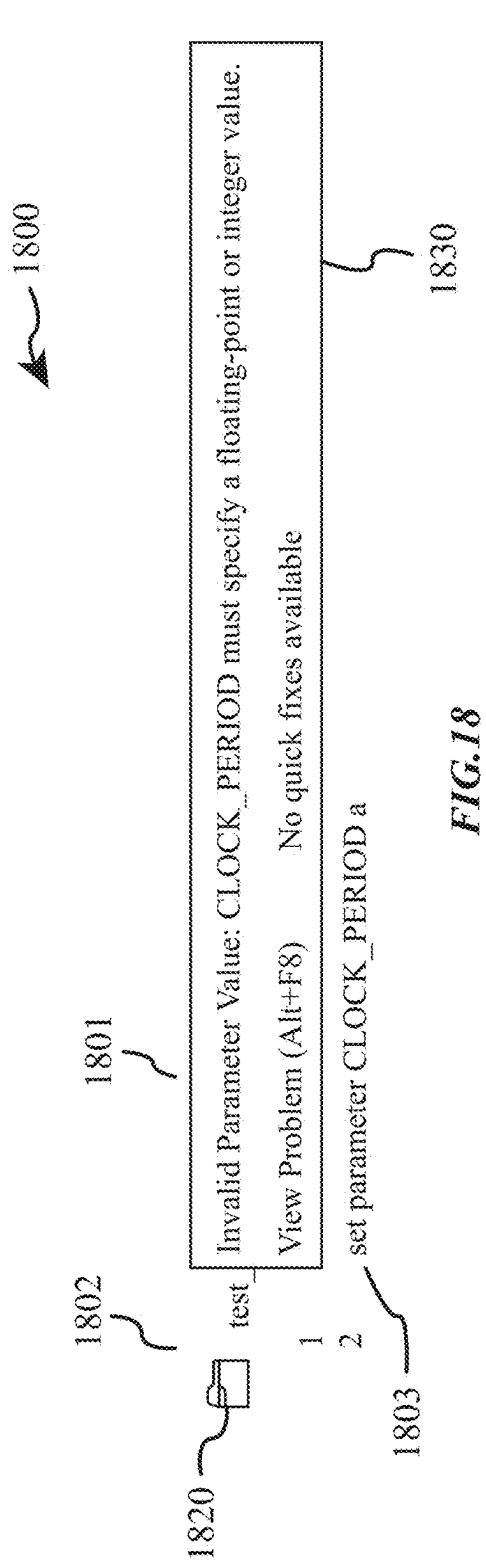 1800
1801
1802
Invalid Parameter Value: CLOCK_PERIOD must specify a floating-point or integer value.
1820
test_
View Problem (Alt+F8) No quick fixes available
1
2 set parameter CLOCK_PERIOD a
1830
1803
FIG.18